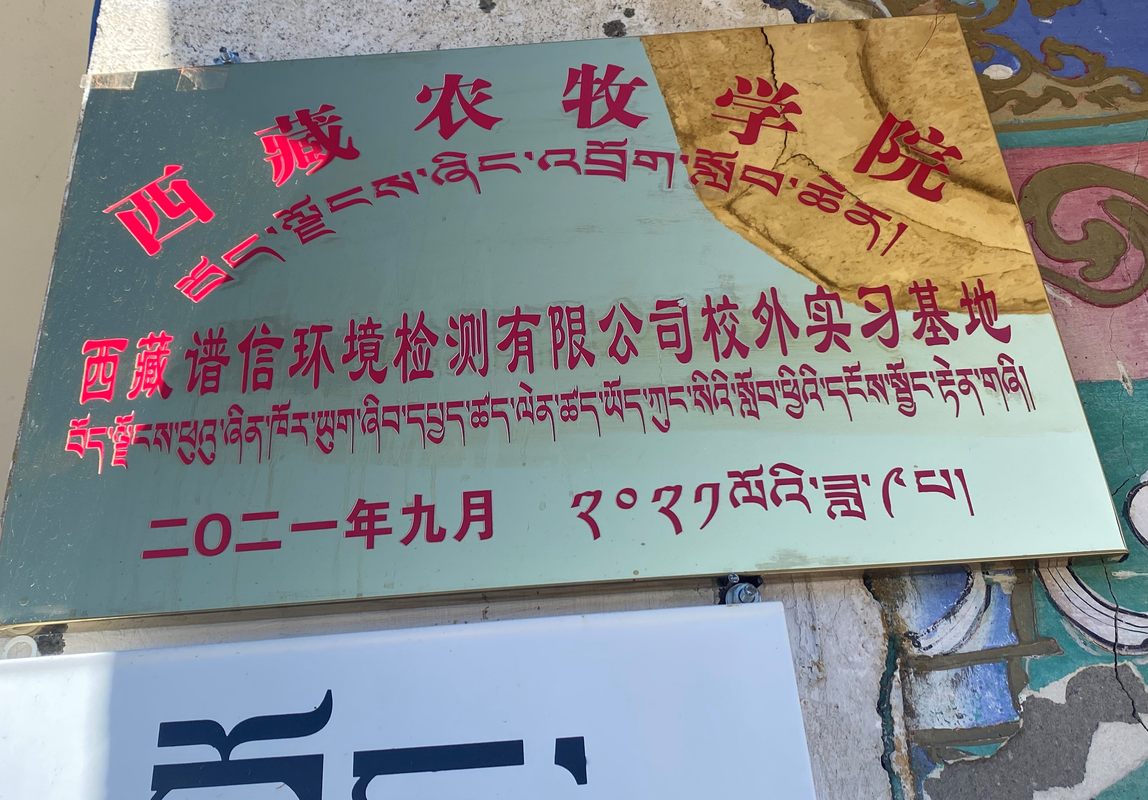 西藏农牧学院
བོད་ལྗོངས་ཞིང་འབྲོག་སློབ་ཆེན།
西藏谱信环境检测有限公司校外实习基地
བོད་ལྗོངས་ཕུའུ་ཞིན་ཁོར་ཡུག་ཞིབ་དཔྱད་ཚད་ལེན་ཚད་ཡོད་ཀུང་སིའི་སློབ་ཕྱིའི་དངོས་སྦྱོང་རྟེན་གཞི།
二〇二一年九月 ༢༠༢༡ལོའི་ཟླ་༩པ།